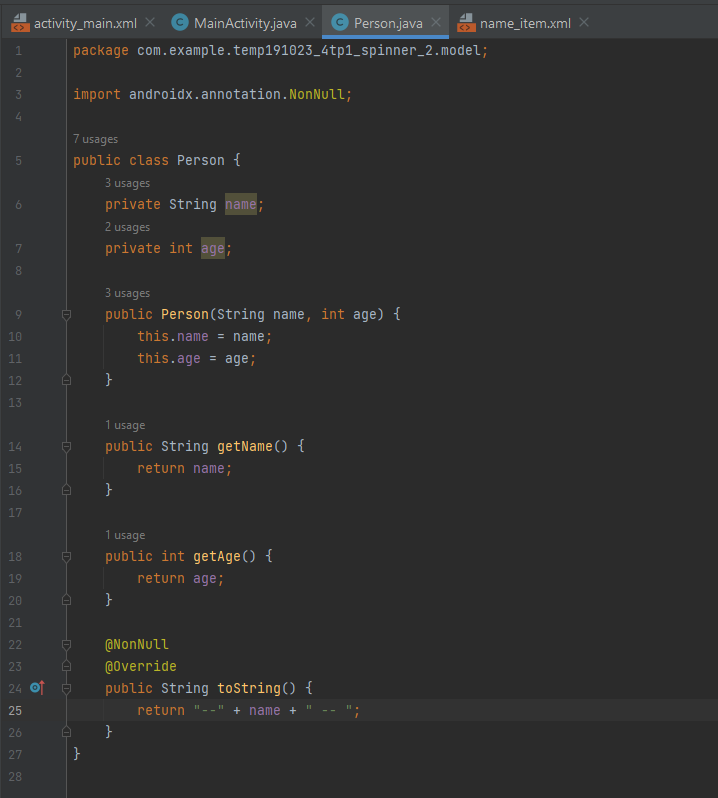 activity_main.xml MainActivity.java Person.java name_item.xml
1 package com.example.temp191023_4tp1_spinner_2.model;
2
3 import androidx.annotation.NonNull;
4
7 usages
5 public class Person {
3 usages
6 private String name;
2 usages
7 private int age;
8
3 usages
9 public Person(String name, int age) {
10 this.name = name;
11 this.age = age;
12 }
13
1 usage
14 public String getName() {
15 return name;
16 }
17
1 usage
18 public int getAge() {
19 return age;
20 }
21
22 @NonNull
23 @Override
24 public String toString() {
25 return "--" + name + " -- ";
26 }
27 }
28